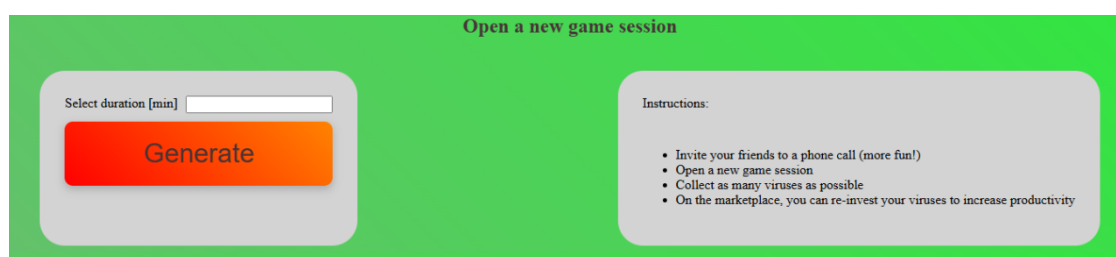 Open a new game session
Select duration [min]
Generate
Instructions:
• Invite your friends to a phone call (more fun!)
• Open a new game session
• Collect as many viruses as possible
• On the marketplace, you can re-invest your viruses to increase productivity